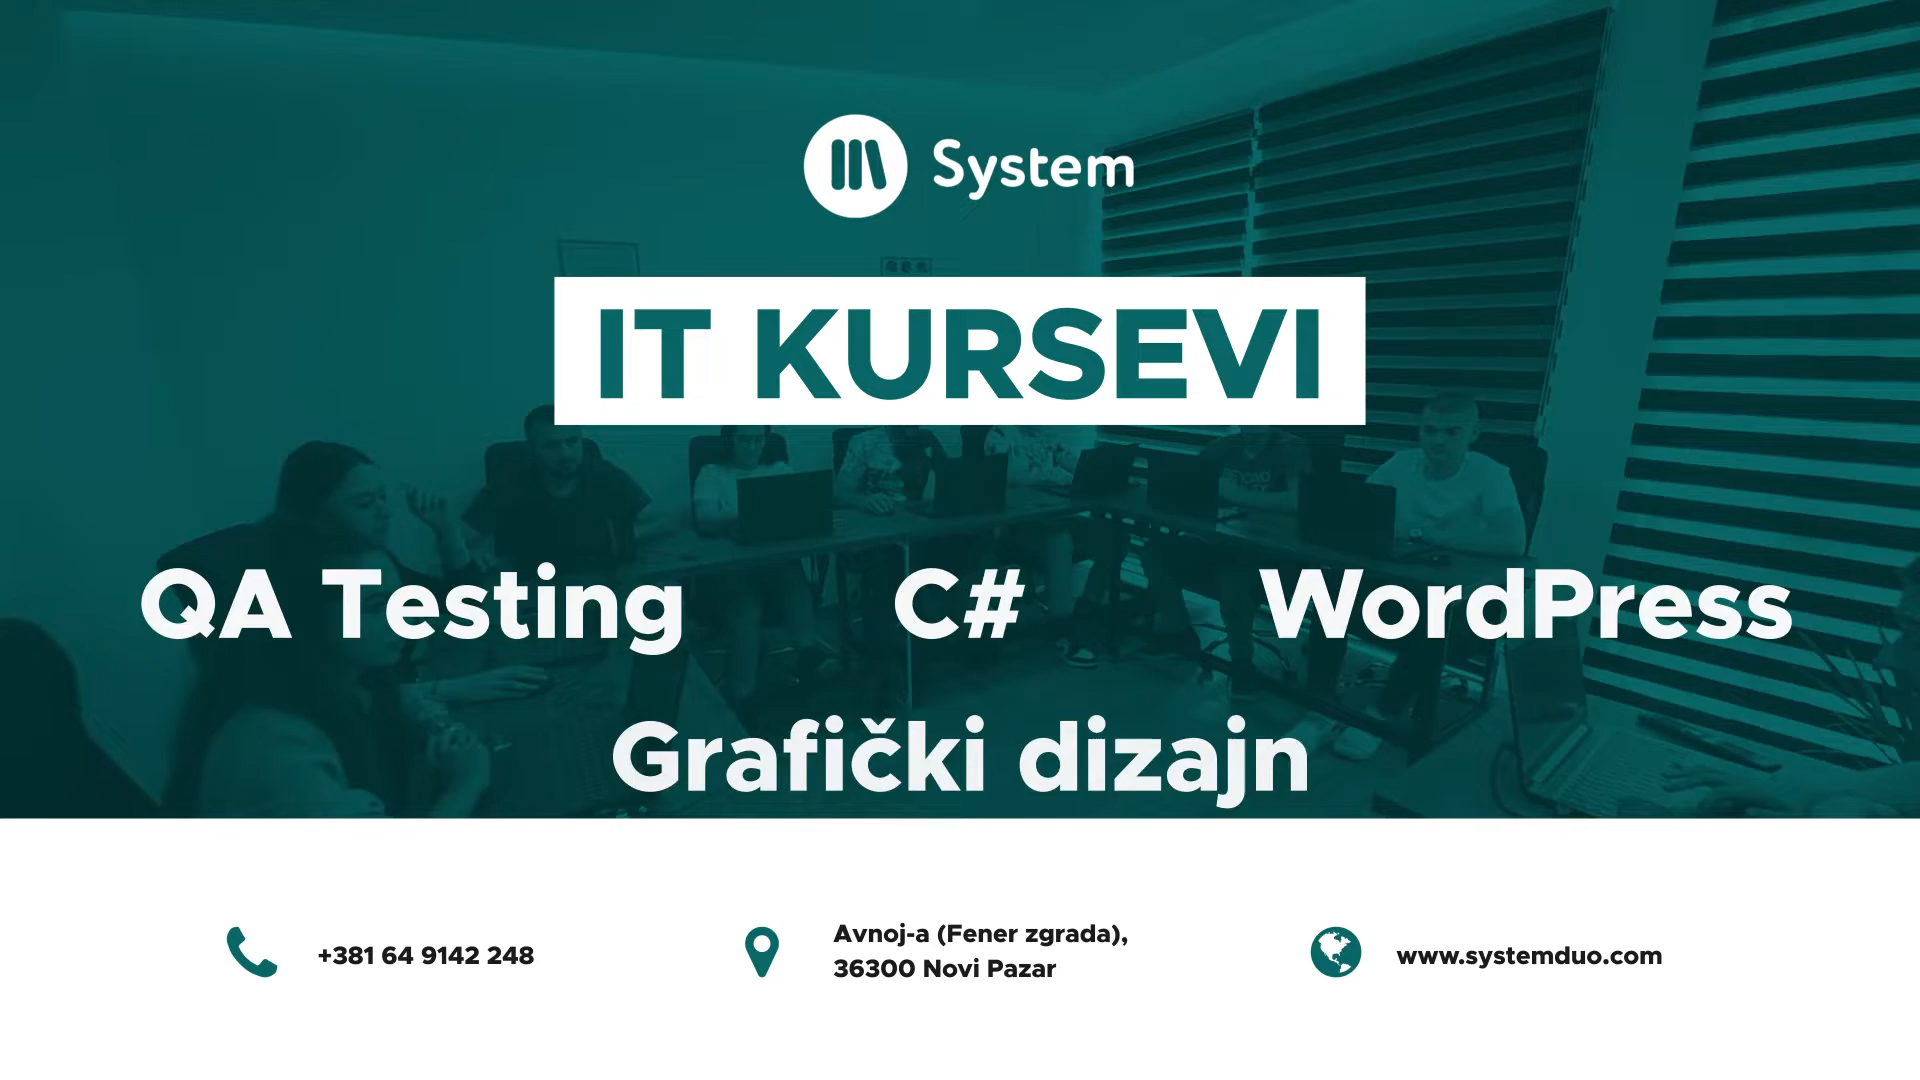 System
IT KURSEVI
QA Testing C# WordPress
Grafički dizajn
+381 64 9142 248
Avnoj-a (Fener zgrada),
36300 Novi Pazar
www.systemduo.com